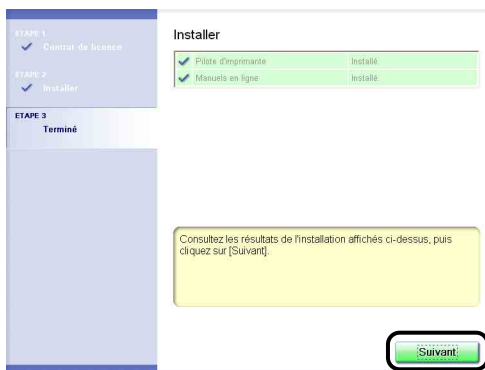 ETAPE 1
Contrat de licence
ETAPE 2
Installer
ETAPE 3
Terminé
Installer
Pilote d'imprimante Installé
Manuels en ligne Installé
Consultez les résultats de l'installation affichés ci-dessus, puis
cliquez sur [Suivant].
Suivant